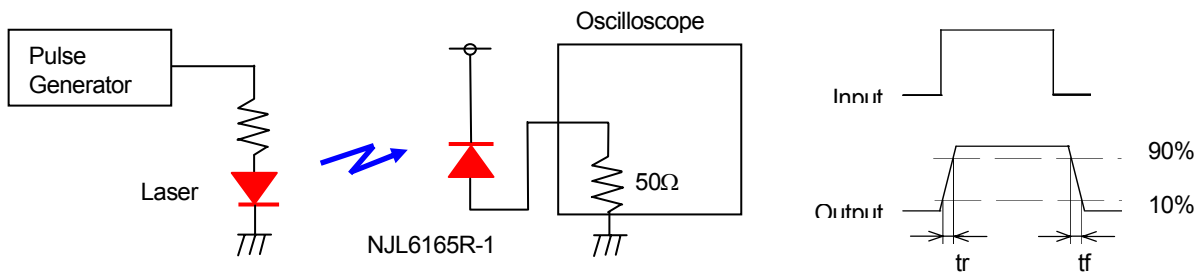 Oscilloscope
Pulse
Generator
Laser
NJL6165R-1
50Ω
Input
Output
90%
10%
tr
tf